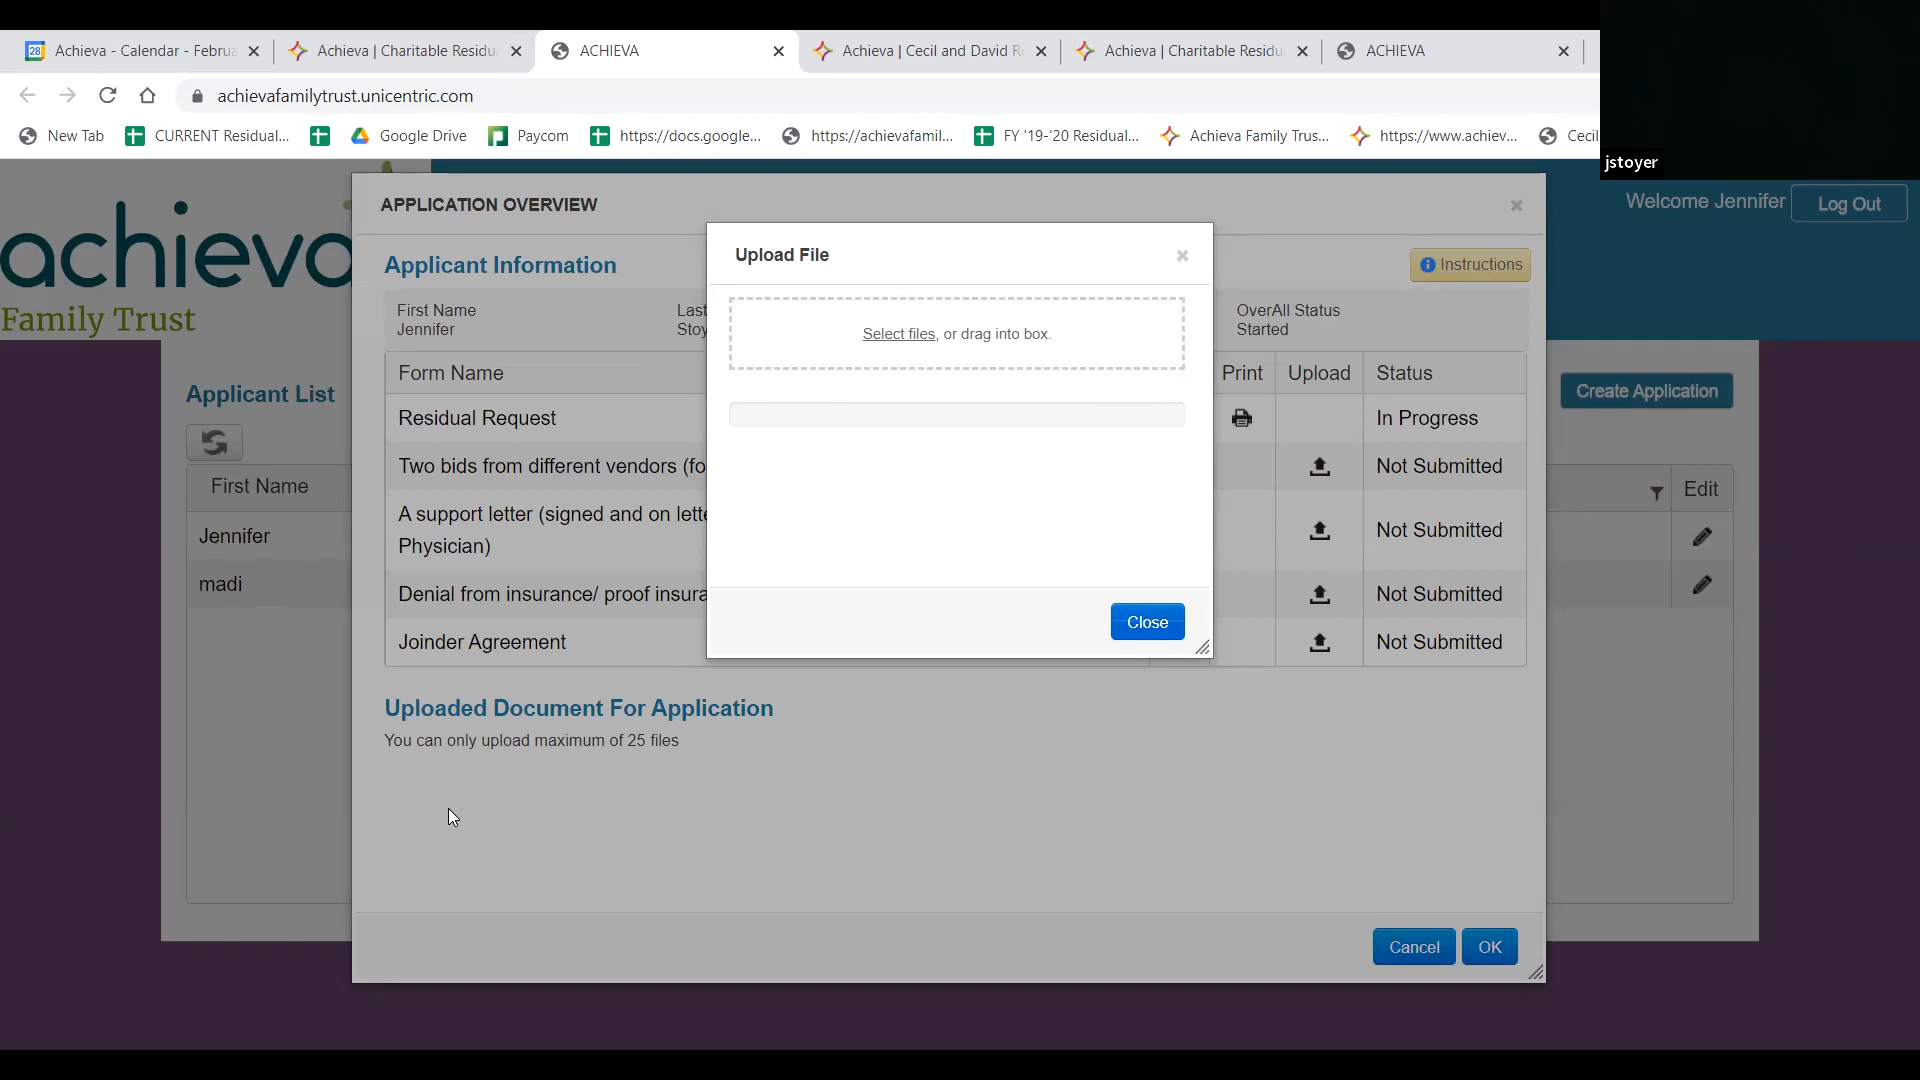 28 Achieva - Calendar - Februa
Achieva | Charitable Residu
ACHIEVA
Achieva | Cecil and David R
Achieva | Charitable Residu
ACHIEVA
achievafamilytrust.unicentric.com
New Tab
CURRENT Residual...
Google Drive
Paycom
https://docs.google...
https://achievafamil...
FY '19-'20 Residual...
Achieva Family Trus...
https://www.achiev...
Cecil
jstoyer
achieva
Family Trust
Welcome Jennifer
Log Out
APPLICATION OVERVIEW
Applicant Information
Instructions
First Name
Jennifer
Last
Stoy
OverAll Status
Started
Form Name
Print
Upload
Status
Residual Request
In Progress
Two bids from different vendors (fo
Not Submitted
A support letter (signed and on lette
Physician)
Not Submitted
Denial from insurance/ proof insura
Not Submitted
Joinder Agreement
Not Submitted
Uploaded Document For Application
You can only upload maximum of 25 files
Cancel
OK
Upload File
Select files, or drag into box.
Close
Applicant List
Create Application
First Name
Edit
Jennifer
madi